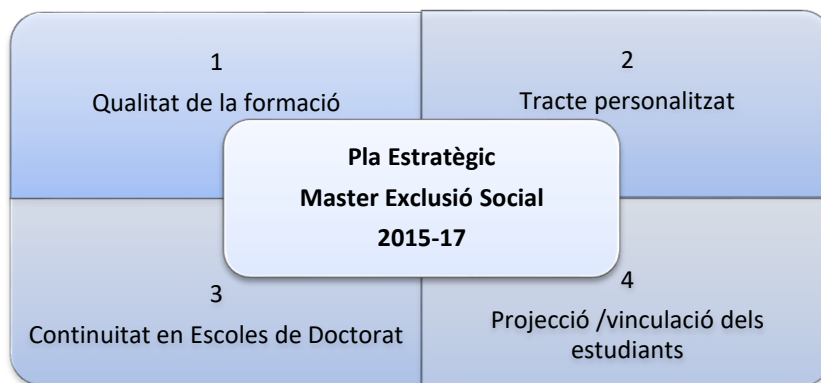 1
Qualitat de la formació
2
Tracte personalitzat
Pla Estratègic
Master Exclusió Social
2015-17
3
Continuitat en Escoles de Doctorat
4
Projecció /vinculació dels
estudiants